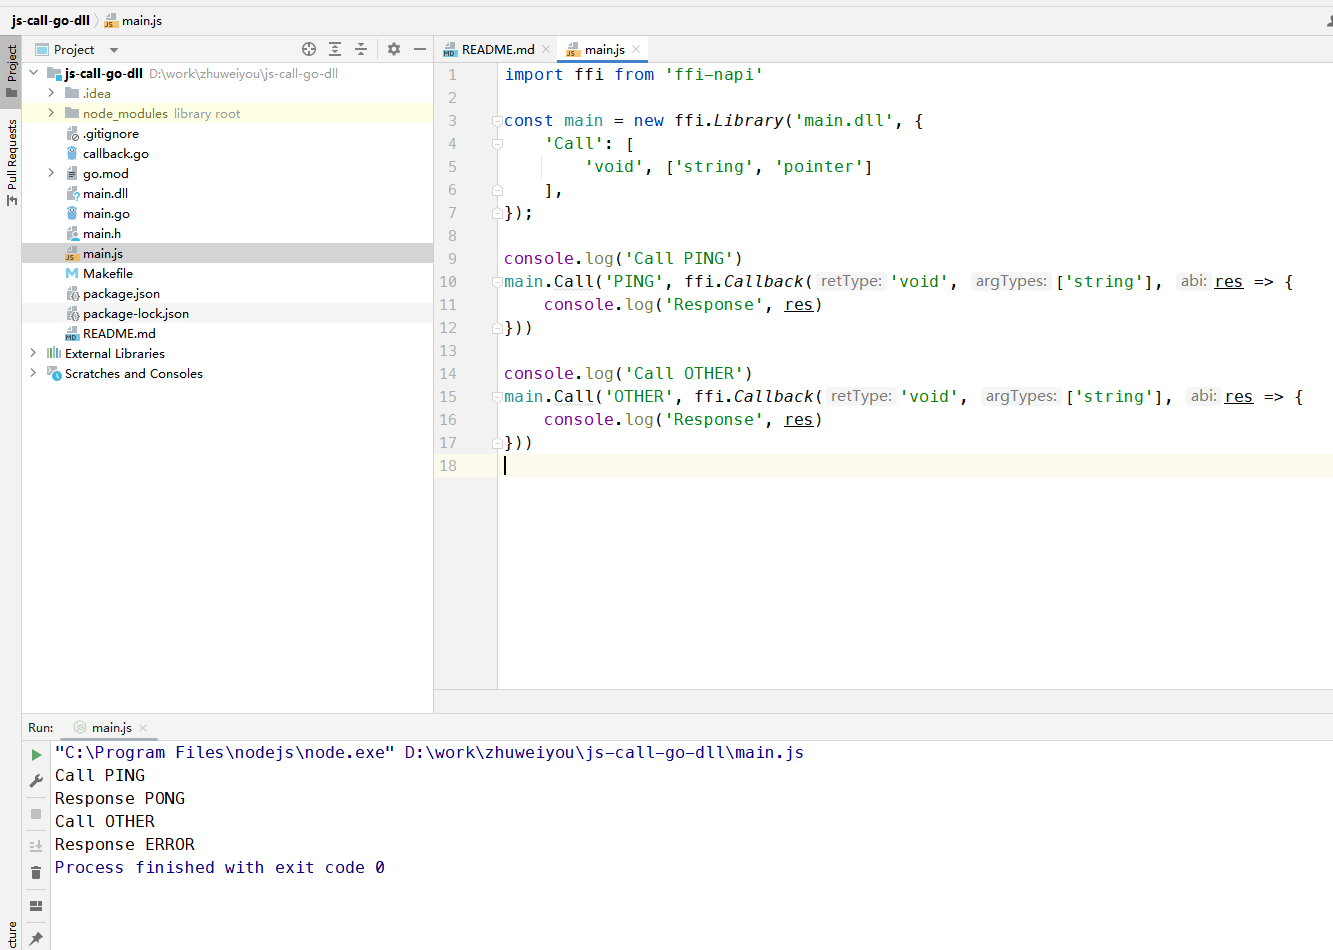 js-call-go-dll main.js
Project
README.md
main.js
Project
Pull Requests
js-call-go-dll D:\work\zhuweiyou\js-call-go-dll
.idea
node_modules library root
.gitignore
callback.go
go.mod
main.dll
main.go
main.h
main.js
Makefile
package.json
package-lock.json
README.md
External Libraries
Scratches and Consoles
1 import ffi from 'ffi-napi'
2
3 const main = new ffi.Library('main.dll', {
4 'Call': [
5 'void', ['string', 'pointer']
6 ],
7 });
8
9 console.log('Call PING')
10 main.Call('PING', ffi.Callback( retType: 'void', argTypes: ['string'], abi: res => {
11 console.log('Response', res)
12 }))
13
14 console.log('Call OTHER')
15 main.Call('OTHER', ffi.Callback( retType: 'void', argTypes: ['string'], abi: res => {
16 console.log('Response', res)
17 }))
18
Run: main.js
"C:\Program Files\nodejs\node.exe" D:\work\zhuweiyou\js-call-go-dll\main.js
Call PING
Response PONG
Call OTHER
Response ERROR
Process finished with exit code 0
cture